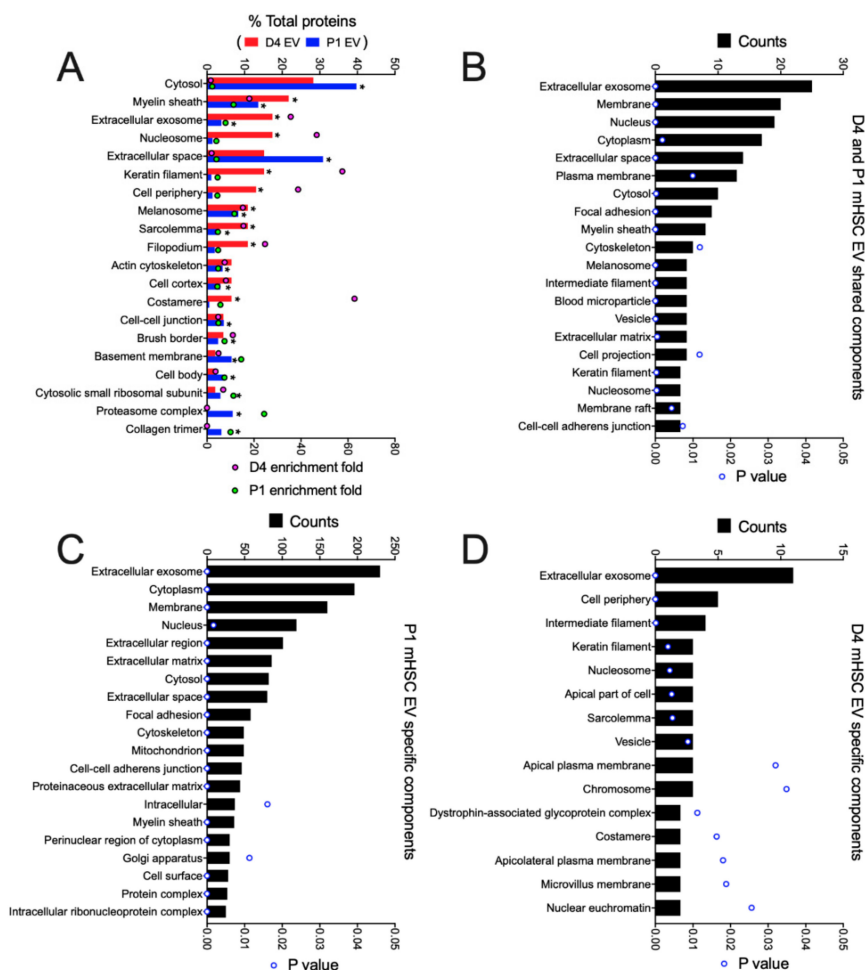 % Total proteins
( D4 EV P1 EV )
0 10 20 30 40 50
A
Cytosol
*
Myelin sheath
*
*
Extracellular exosome
*
*
Nucleosome
*
Extracellular space
*
Keratin filament
*
Cell periphery
*
Melanosome
*
*
Sarcolemma
*
*
Filopodium
*
Actin cytoskeleton
*
Cell cortex
*
Costamere
*
Cell-cell junction
*
Brush border
*
Basement membrane
*
Cell body
*
Cytosolic small ribosomal subunit
*
Proteasome complex
*
Collagen trimer
*
0 20 40 60 80
D4 enrichment fold
P1 enrichment fold
B
Counts
0 10 20 30
Extracellular exosome
Membrane
Nucleus
Cytoplasm
Extracellular space
Plasma membrane
Cytosol
Focal adhesion
Myelin sheath
Cytoskeleton
Melanosome
Intermediate filament
Blood microparticle
Vesicle
Extracellular matrix
Cell projection
Keratin filament
Nucleosome
Membrane raft
Cell-cell adherens junction
0.00 0.01 0.02 0.03 0.04 0.05
P value
D4 and P1 mHSC EV shared components
C
Counts
0 50 100 150 200 250
Extracellular exosome
Cytoplasm
Membrane
Nucleus
Extracellular region
Extracellular matrix
Cytosol
Extracellular space
Focal adhesion
Cytoskeleton
Mitochondrion
Cell-cell adherens junction
Proteinaceous extracellular matrix
Intracellular
Myelin sheath
Perinuclear region of cytoplasm
Golgi apparatus
Cell surface
Protein complex
Intracellular ribonucleoprotein complex
0.00 0.01 0.02 0.03 0.04 0.05
P value
P1 mHSC EV specific components
D
Counts
0 5 10 15
Extracellular exosome
Cell periphery
Intermediate filament
Keratin filament
Nucleosome
Apical part of cell
Sarcolemma
Vesicle
Apical plasma membrane
Chromosome
Dystrophin-associated glycoprotein complex
Costamere
Apicolateral plasma membrane
Microvillus membrane
Nuclear euchromatin
0.00 0.01 0.02 0.03 0.04 0.05
P value
D4 mHSC EV specific components